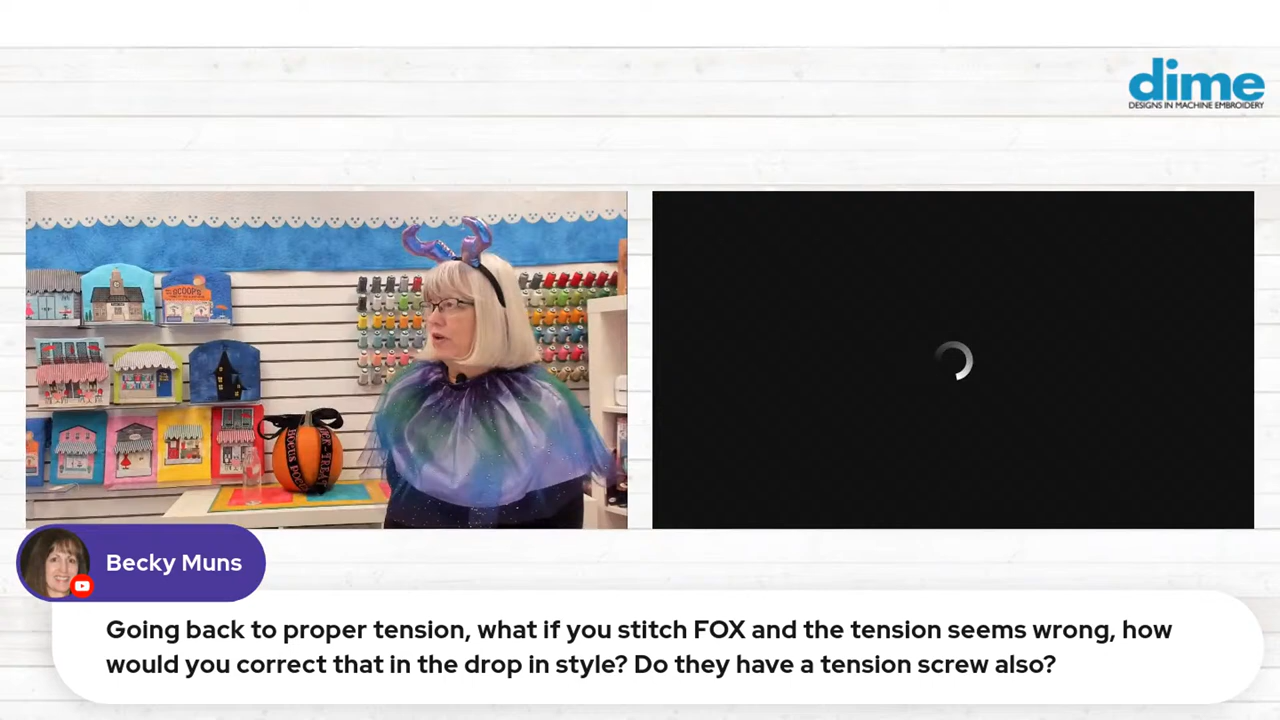 dime
DESIGNS IN MACHINE EMBROIDERY
SCOOPS
HOCUS POCUS
Becky Muns
Going back to proper tension, what if you stitch FOX and the tension seems wrong, how
would you correct that in the drop in style? Do they have a tension screw also?